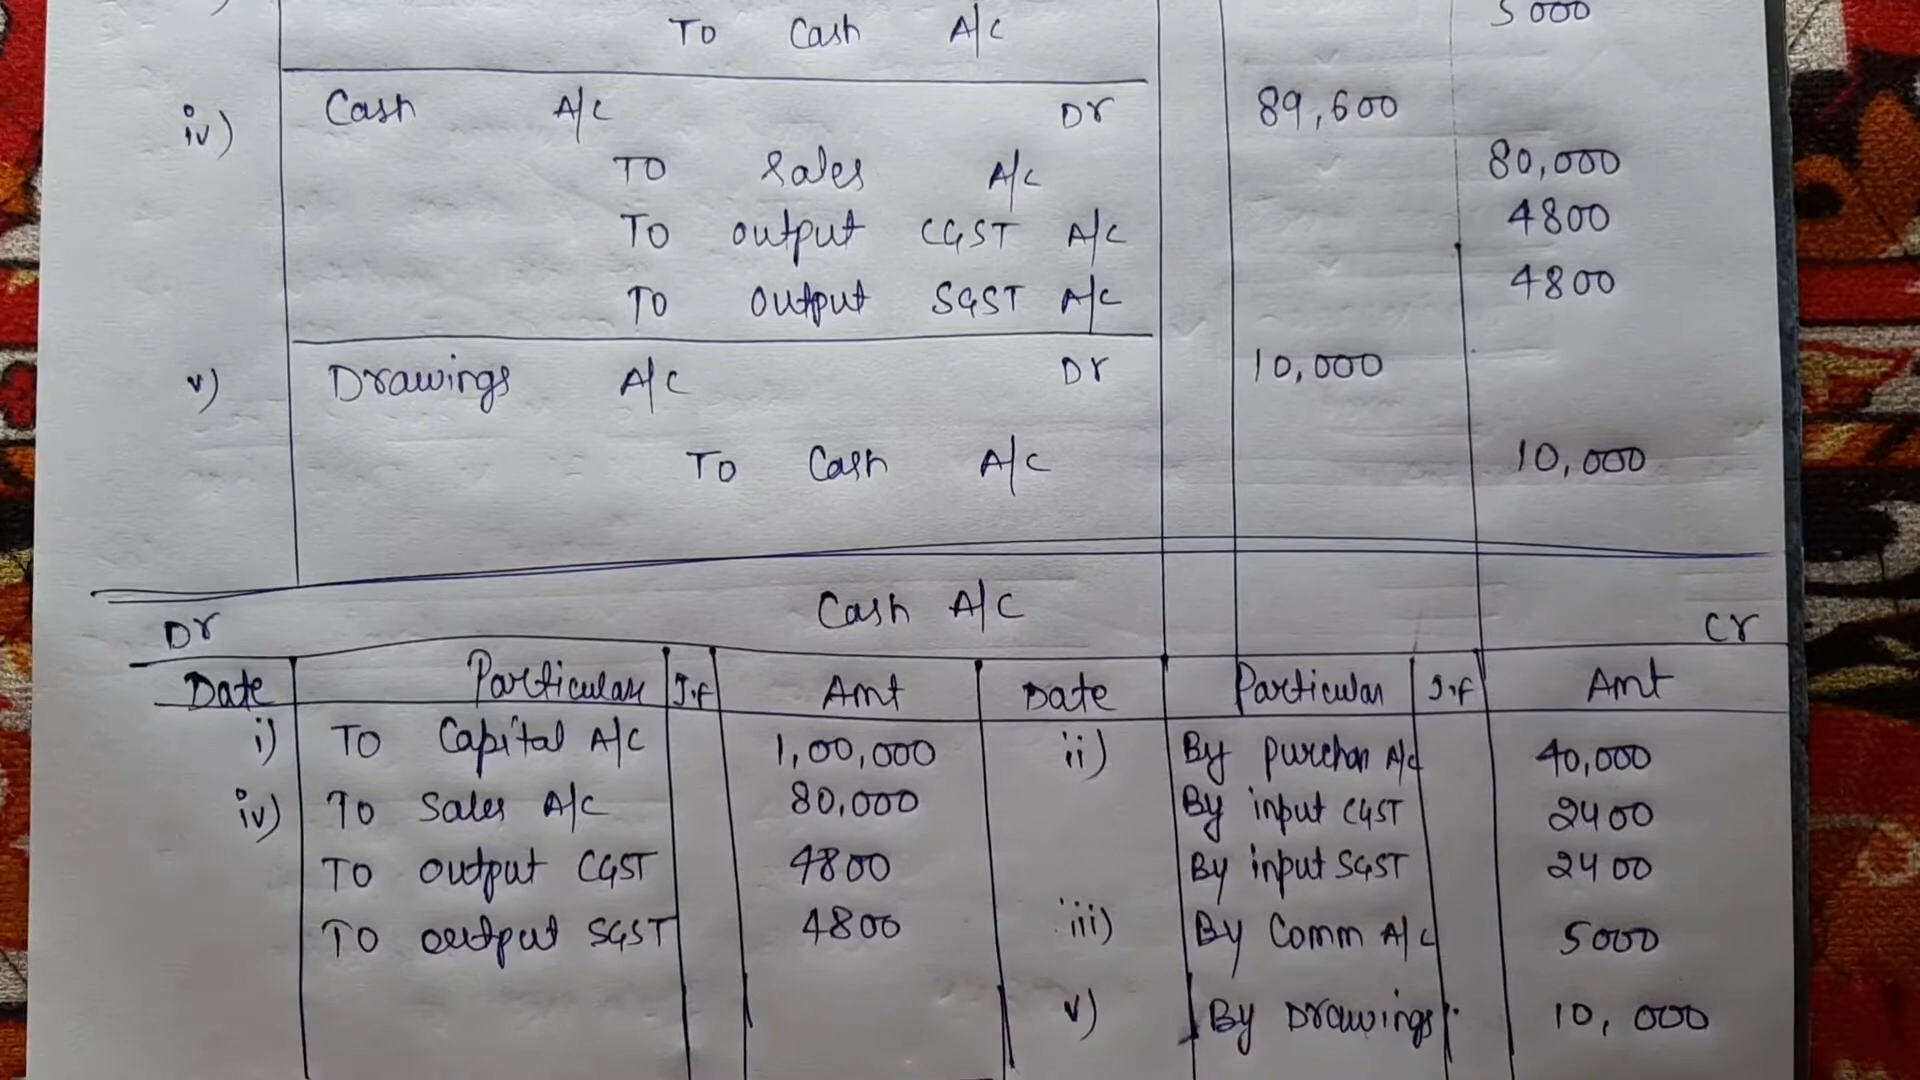 To Cash A/c 5000
iv) Cash A/c Dr 89,600
To Sales A/c 80,000
To output CGST A/c 4800
To output SGST A/c 4800
v) Drawings A/c Dr 10,000
To Cash A/c 10,000
Dr Cash A/c Cr
Date Particulars J.f Amt Date Particular J.f Amt
i) To Capital A/c 1,00,000 ii) By purchase A/c 40,000
iv) To Sales A/c 80,000 By input CGST 2400
To output CGST 4800 By input SGST 2400
To output SGST 4800 iii) By Comm A/c 5000
v) By Drawings 10,000